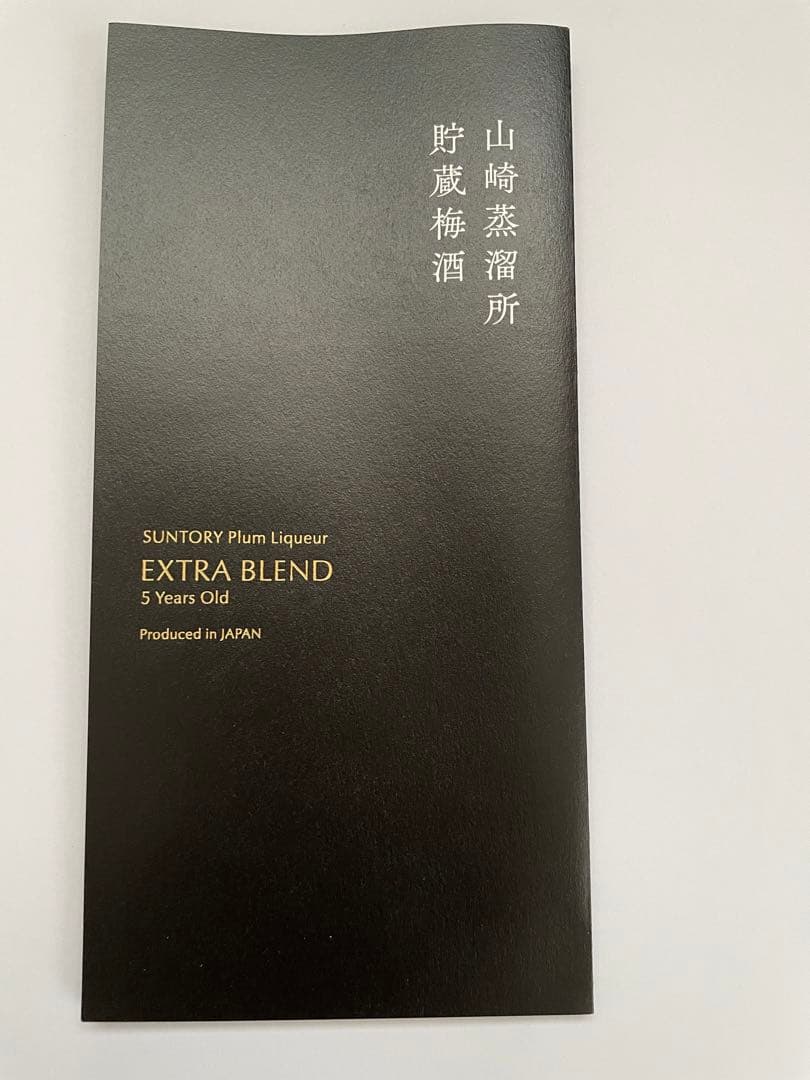 山崎蒸溜所
貯蔵梅酒
SUNTORY Plum Liqueur
EXTRA BLEND
5 Years Old
Produced in JAPAN